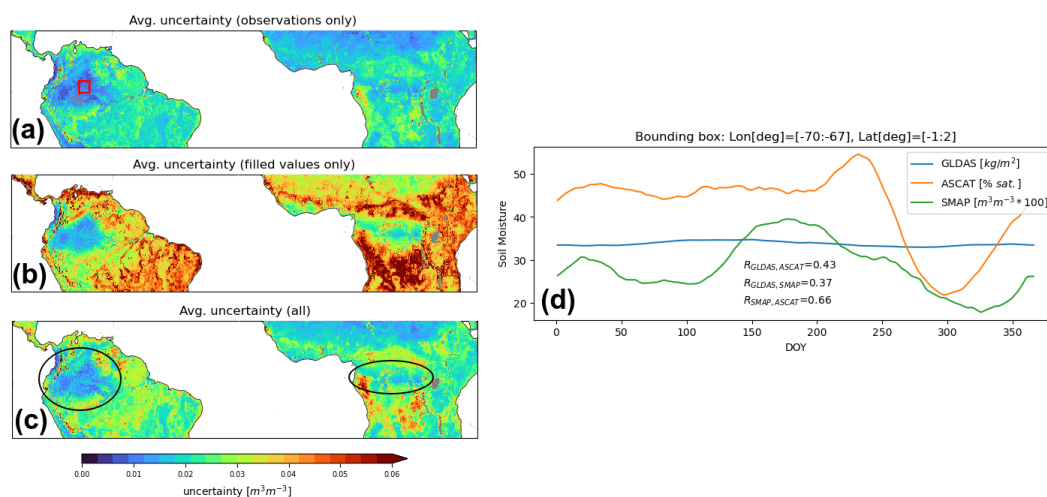 Avg. uncertainty (observations only)
(a)
Avg. uncertainty (filled values only)
(b)
Avg. uncertainty (all)
(c)
0.00 0.01 0.02 0.03 0.04 0.05 0.06
uncertainty [m³m⁻³]
Bounding box: Lon[deg]=[-70:-67], Lat[deg]=[-1:2]
GLDAS [kg/m²]
ASCAT [% sat.]
SMAP [m³m⁻³ * 100]
50
40
30
20
Soil Moisture
R_GLDAS,ASCAT=0.43
R_GLDAS,SMAP=0.37
R_SMAP,ASCAT=0.66
(d)
0 50 100 150 200 250 300 350
DOY